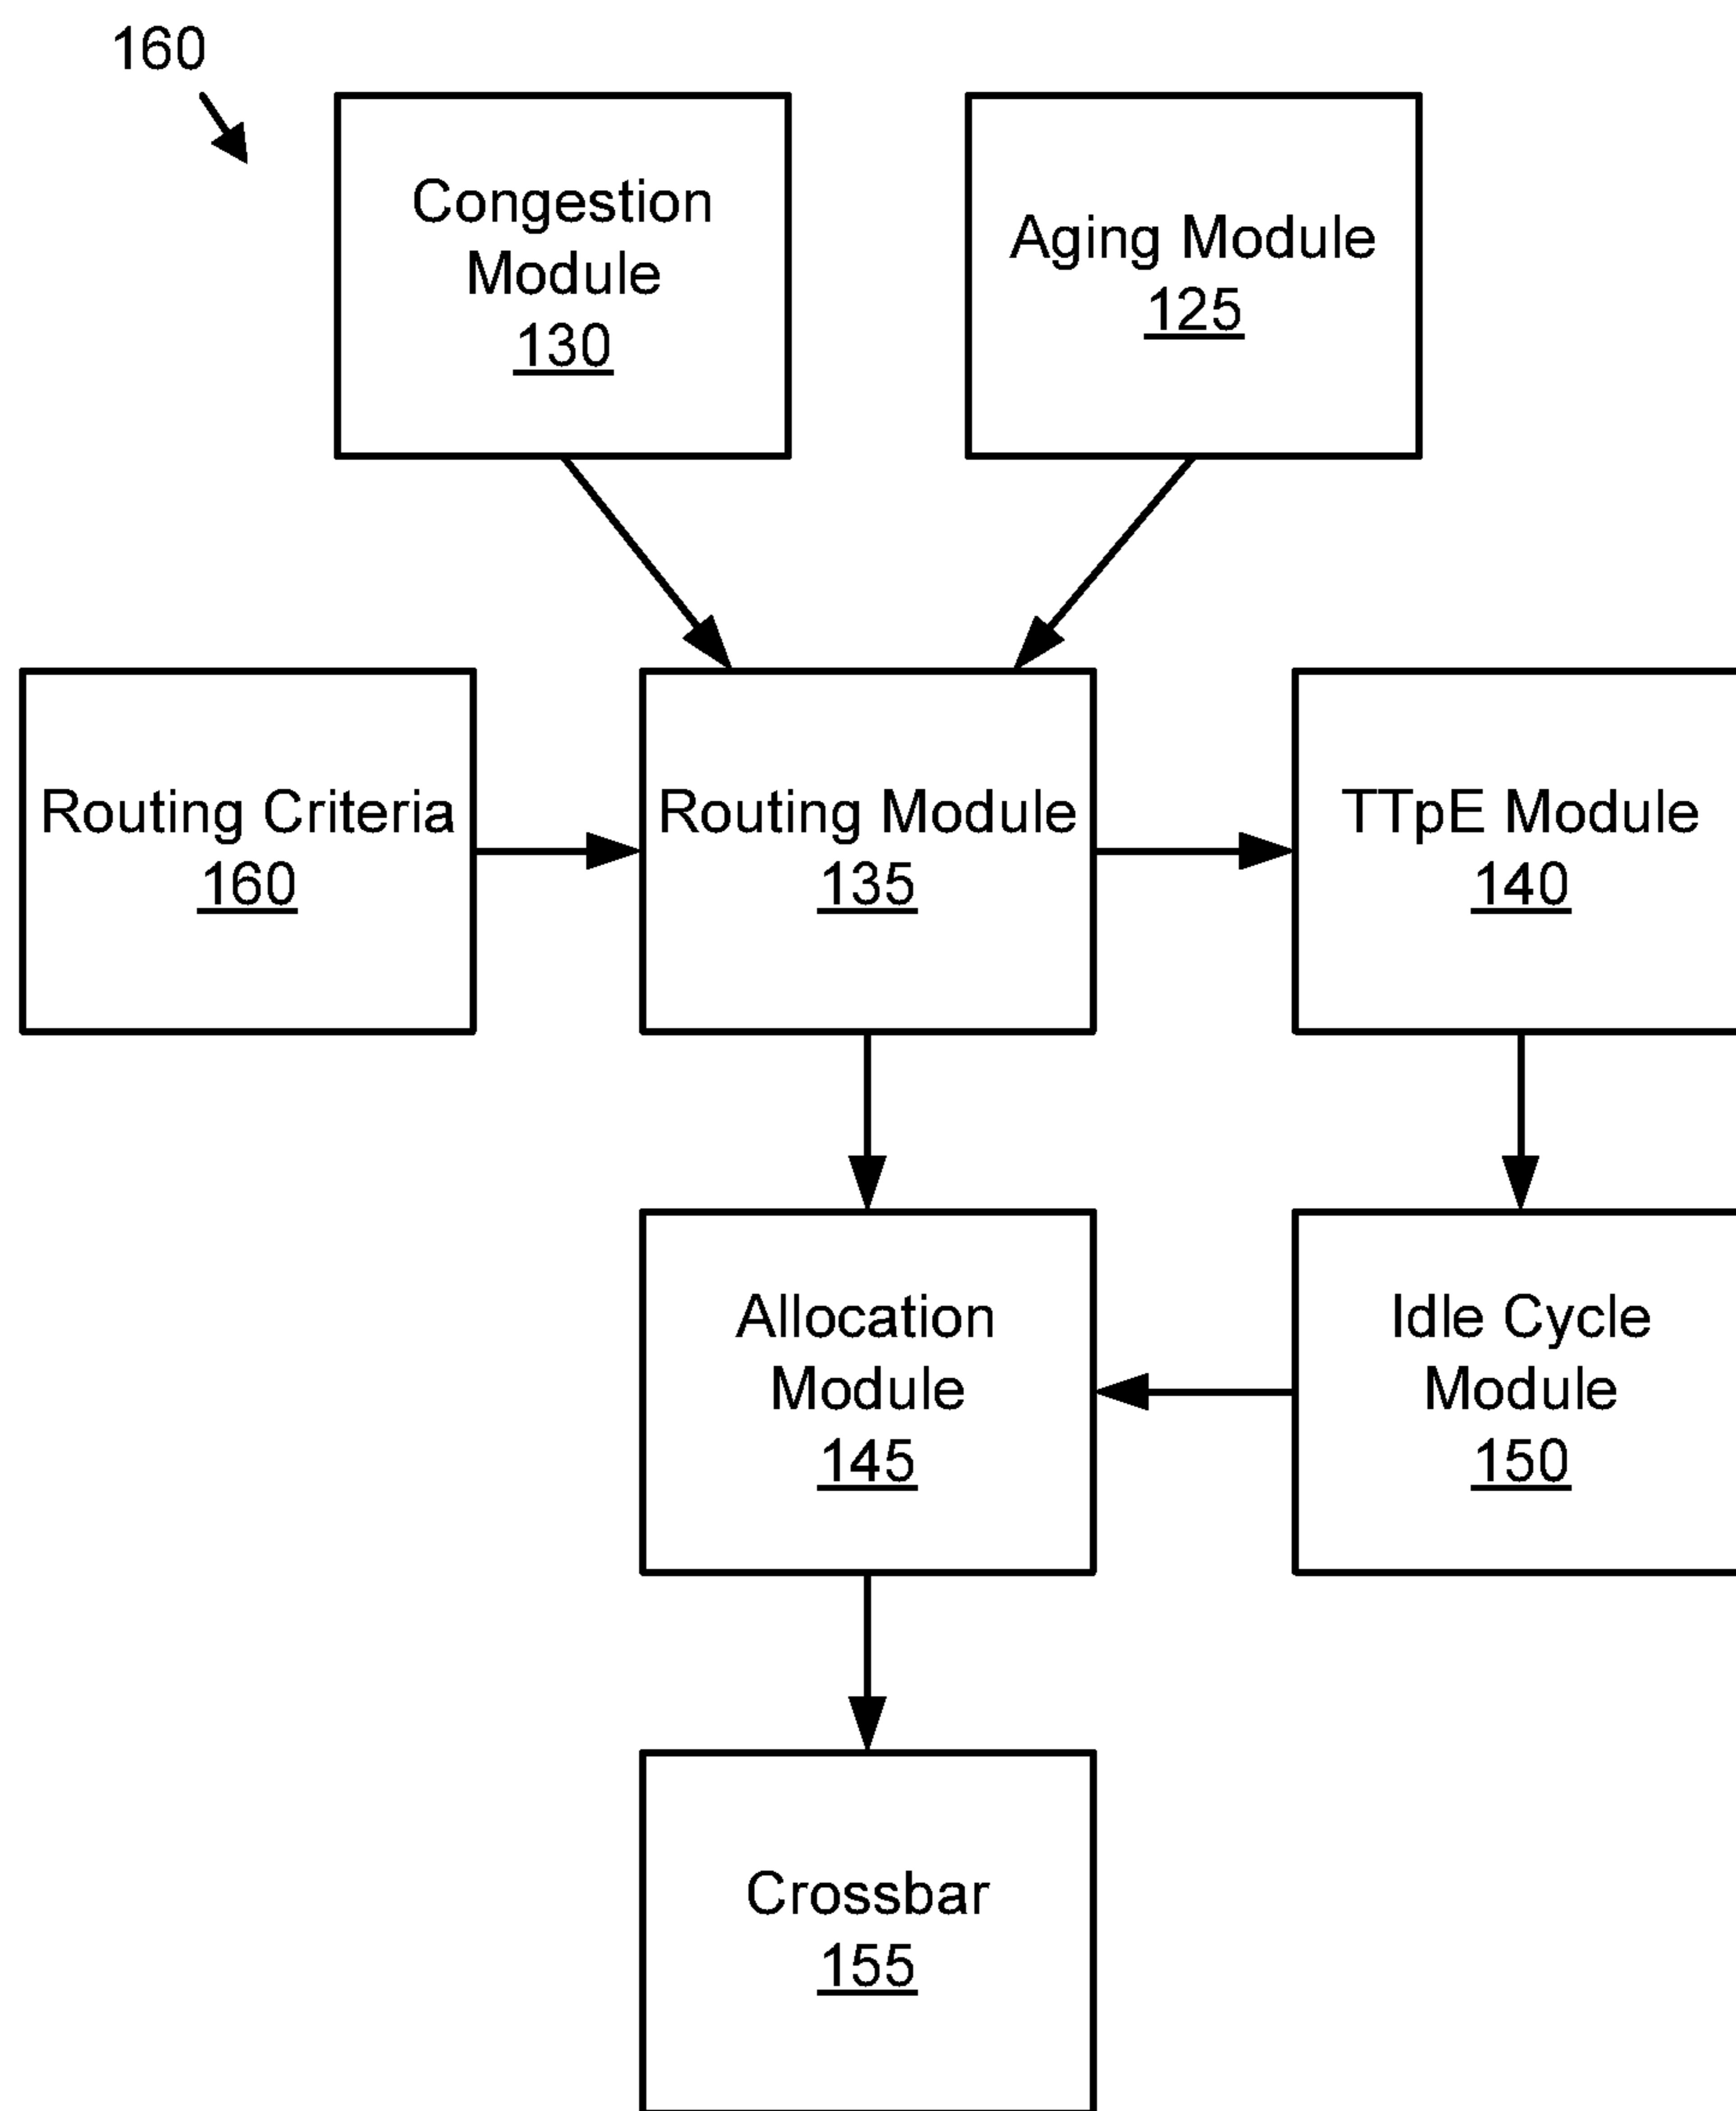 160
Congestion
Module
130
Aging Module
125
Routing Criteria
160
Routing Module
135
TTpE Module
140
Allocation
Module
145
Idle Cycle
Module
150
Crossbar
155